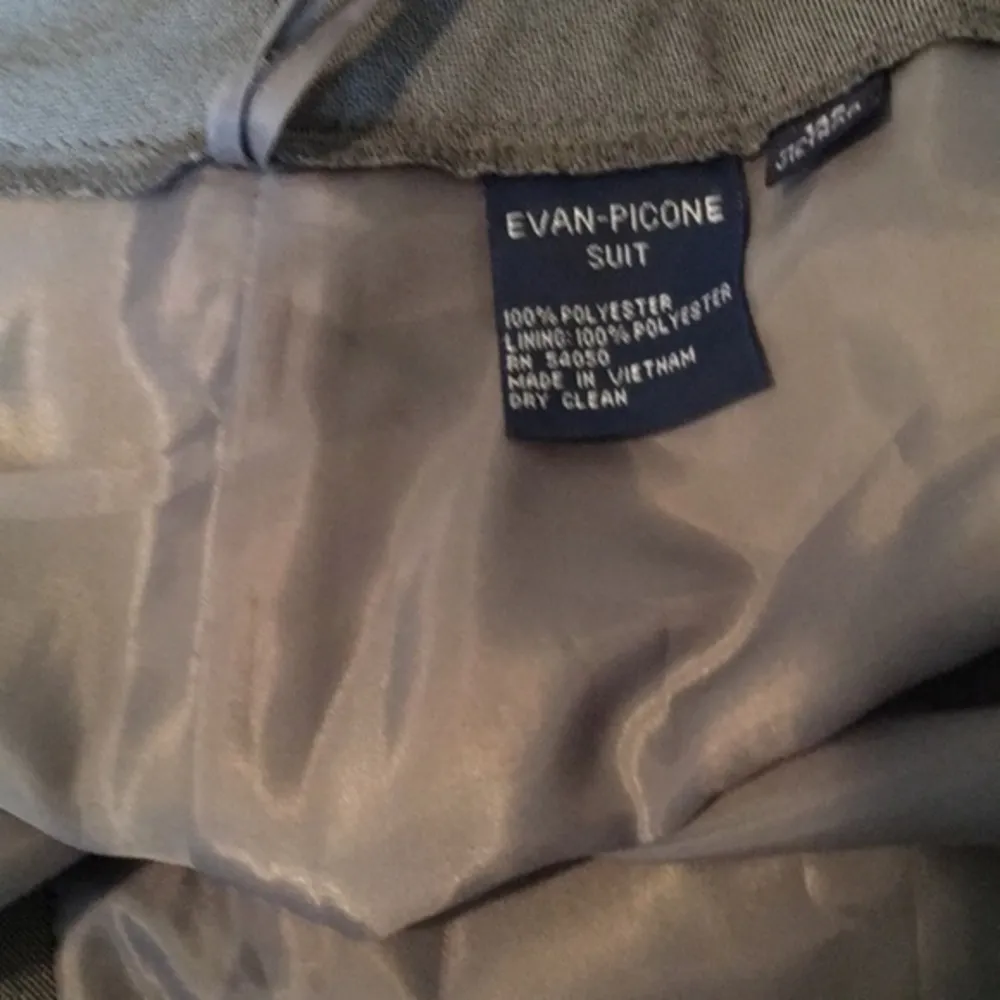 EVAN-PICONE
SUIT
100% POLYESTER
LINING: 100% POLYESTER
RN 54050
MADE IN VIETNAM
DRY CLEAN